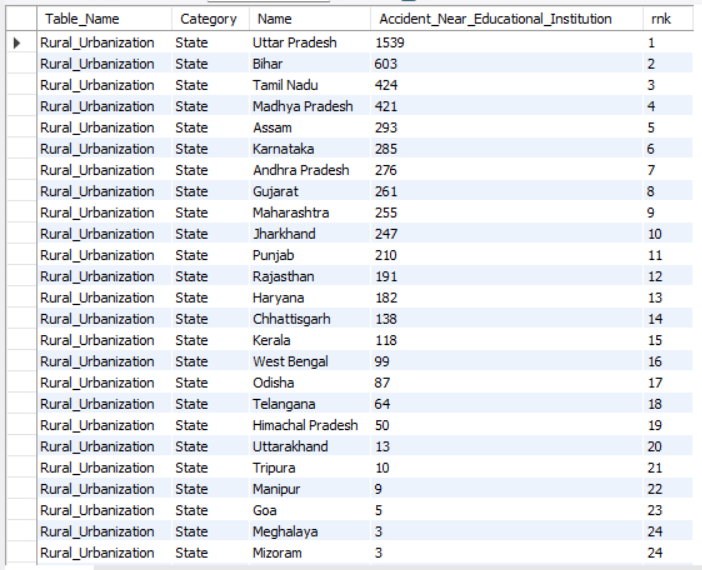 Table_Name Category Name Accident_Near_Educational_Institution rnk
Rural_Urbanization State Uttar Pradesh 1539 1
Rural_Urbanization State Bihar 603 2
Rural_Urbanization State Tamil Nadu 424 3
Rural_Urbanization State Madhya Pradesh 421 4
Rural_Urbanization State Assam 293 5
Rural_Urbanization State Karnataka 285 6
Rural_Urbanization State Andhra Pradesh 276 7
Rural_Urbanization State Gujarat 261 8
Rural_Urbanization State Maharashtra 255 9
Rural_Urbanization State Jharkhand 247 10
Rural_Urbanization State Punjab 210 11
Rural_Urbanization State Rajasthan 191 12
Rural_Urbanization State Haryana 182 13
Rural_Urbanization State Chhattisgarh 138 14
Rural_Urbanization State Kerala 118 15
Rural_Urbanization State West Bengal 99 16
Rural_Urbanization State Odisha 87 17
Rural_Urbanization State Telangana 64 18
Rural_Urbanization State Himachal Pradesh 50 19
Rural_Urbanization State Uttarakhand 13 20
Rural_Urbanization State Tripura 10 21
Rural_Urbanization State Manipur 9 22
Rural_Urbanization State Goa 5 23
Rural_Urbanization State Meghalaya 3 24
Rural_Urbanization State Mizoram 3 24